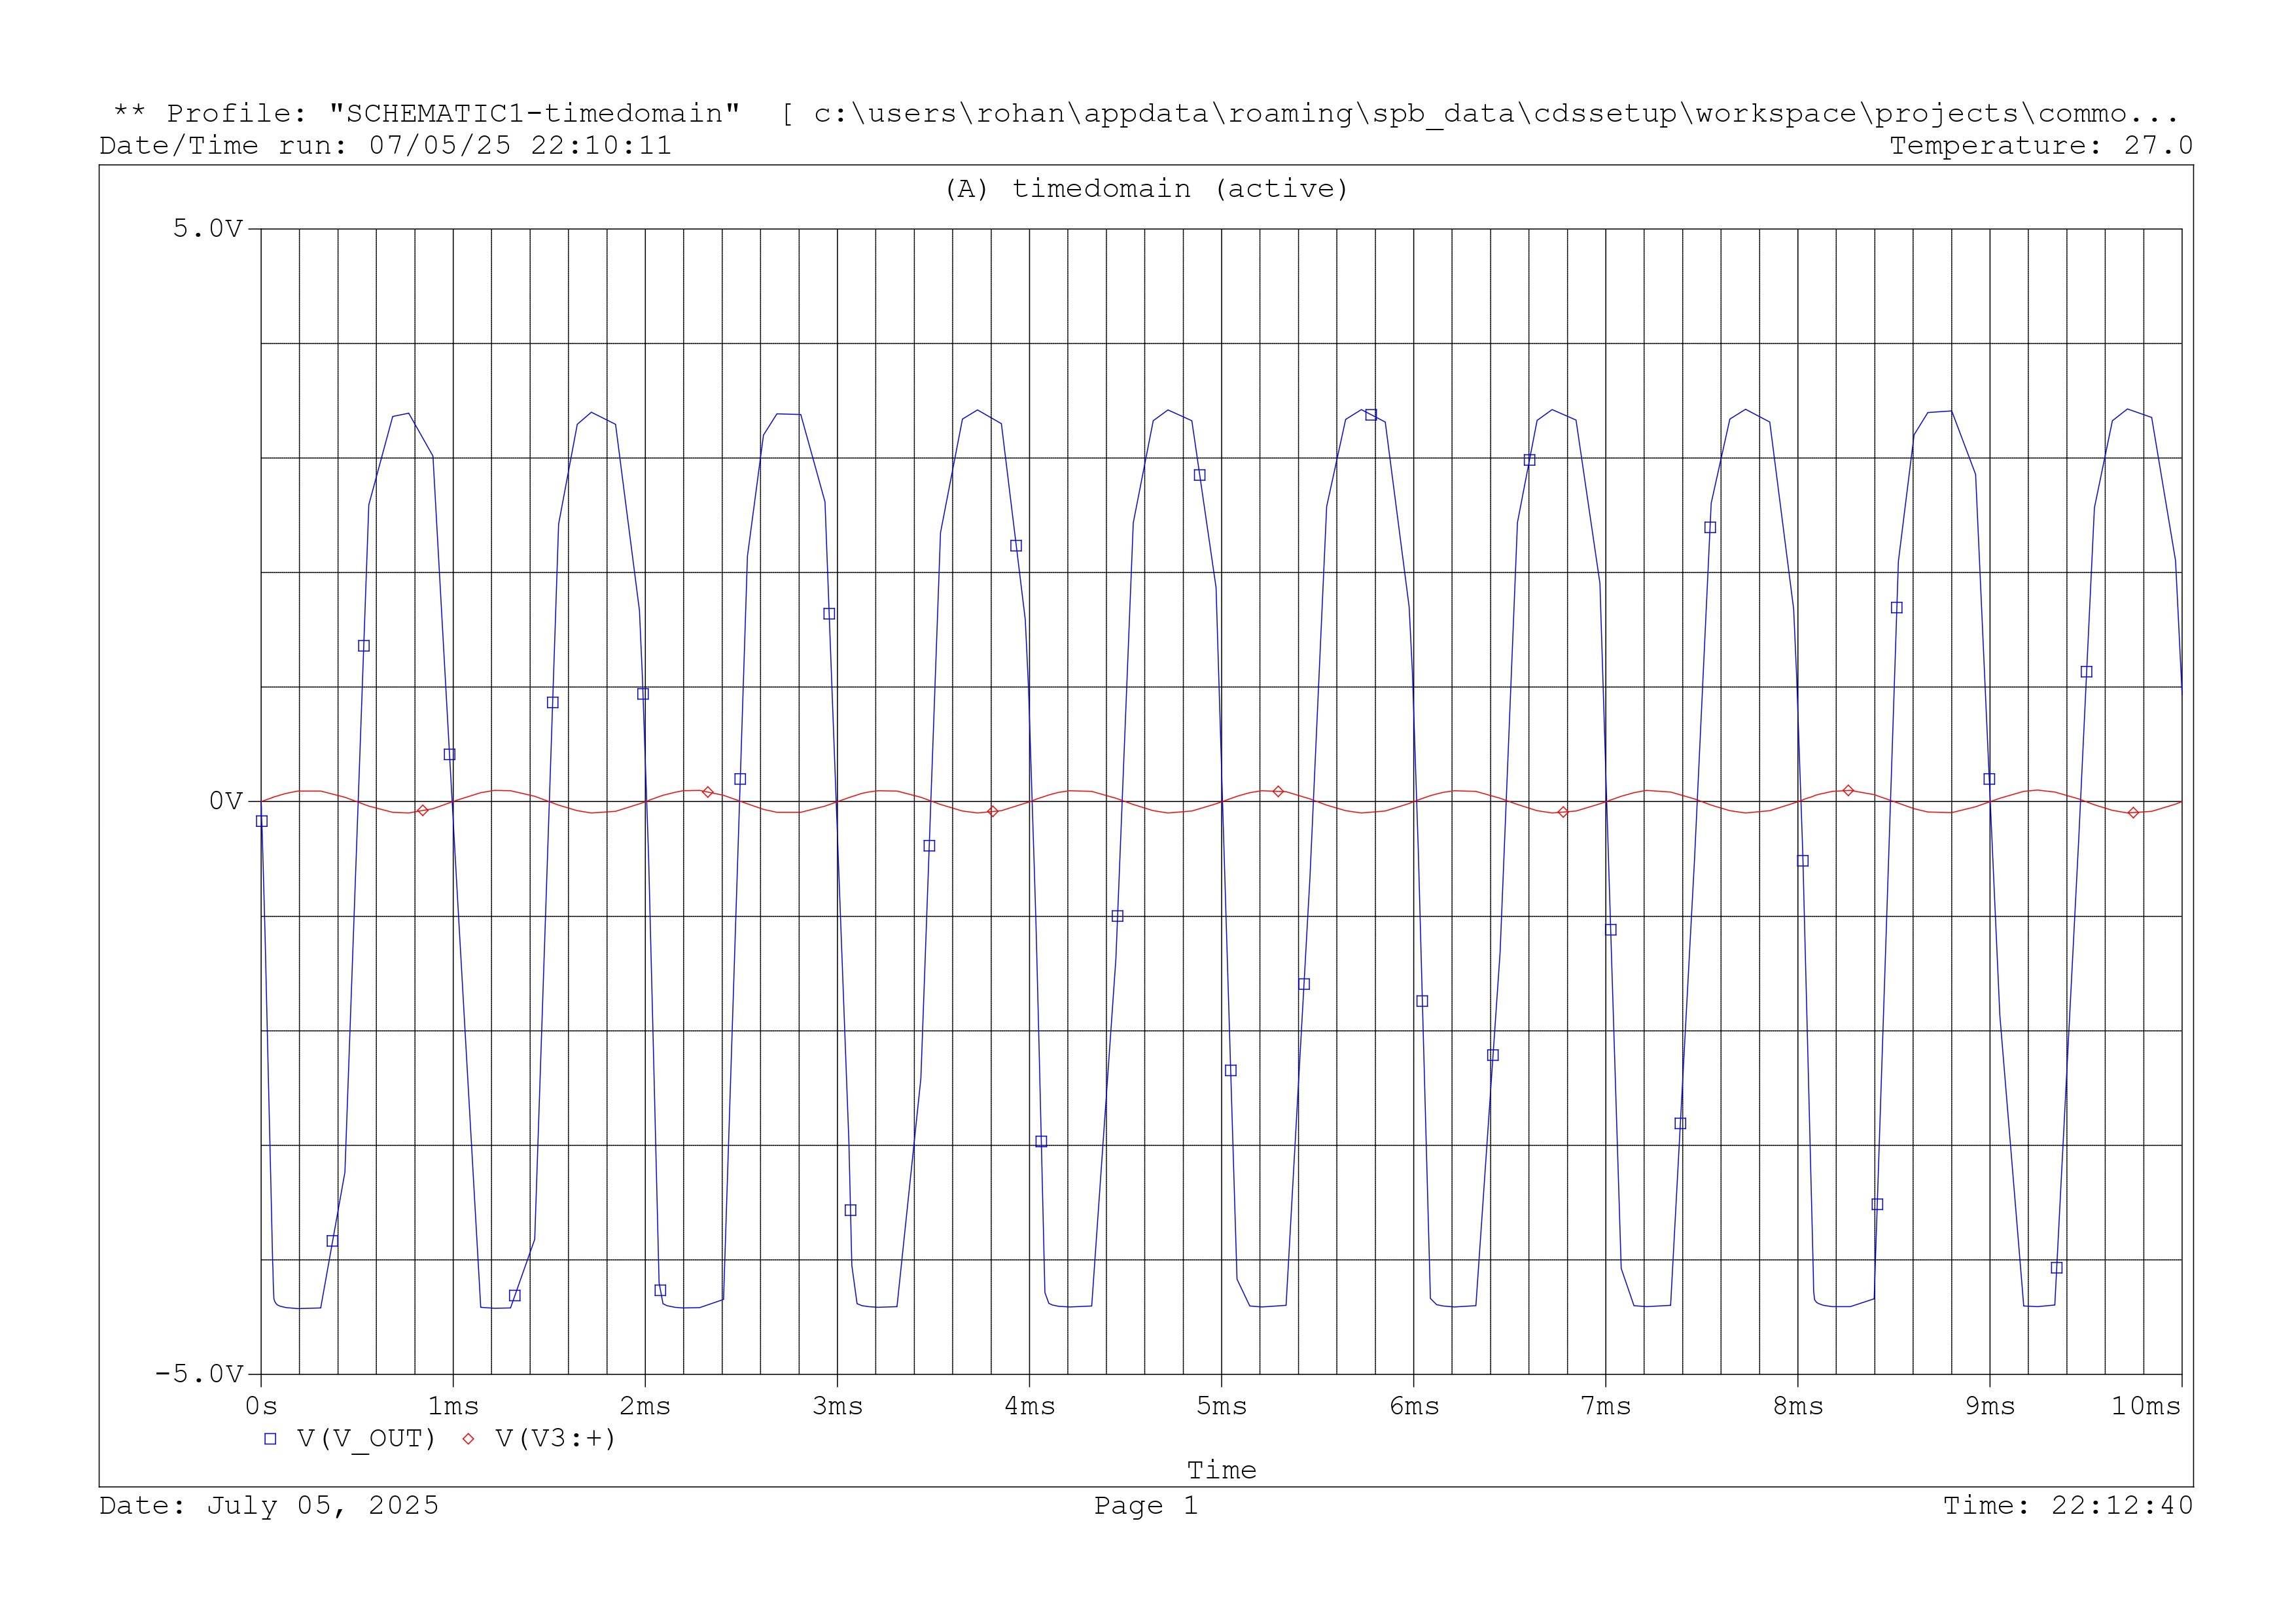 ** Profile: "SCHEMATIC1-timedomain"  [ c:\users\rohan\appdata\roaming\spb_data\cdssetup\workspace\projects\commo...
Date/Time run: 07/05/25 22:10:11 Temperature: 27.0
(A) timedomain (active)
5.0V
0V
-5.0V
0s 1ms 2ms 3ms 4ms 5ms 6ms 7ms 8ms 9ms 10ms
V(V_OUT) V(V3:+)
Time
Date: July 05, 2025 Page 1 Time: 22:12:40